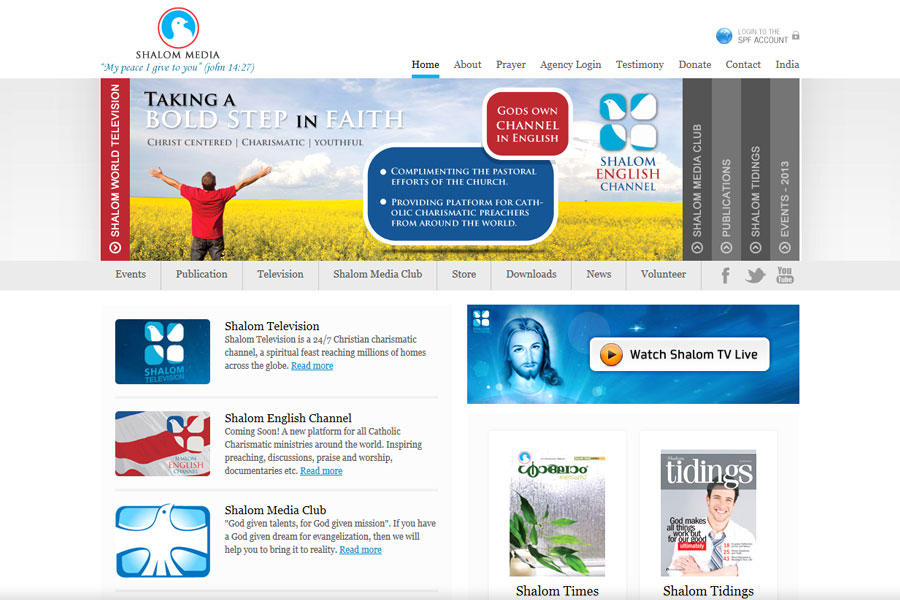 SHALOM MEDIA
"My peace I give to you" (john 14:27)
LOGIN TO THE
SPF ACCOUNT
Home About Prayer Agency Login Testimony Donate Contact India
SHALOM WORLD TELEVISION
TAKING A
BOLD STEP IN FAITH
CHRIST CENTERED | CHARISMATIC | YOUTHFUL
GODS OWN
CHANNEL
IN ENGLISH
COMPLIMENTING THE PASTORAL
EFFORTS OF THE CHURCH.
PROVIDING PLATFORM FOR CATH-
OLIC CHARISMATIC PREACHERS
FROM AROUND THE WORLD.
SHALOM
ENGLISH
CHANNEL
SHALOM MEDIA CLUB
PUBLICATIONS
SHALOM TIDINGS
EVENTS - 2013
Events Publication Television Shalom Media Club Store Downloads News Volunteer
f
You
Tube
SHALOM
TELEVISION
Shalom Television
Shalom Television is a 24/7 Christian charismatic
channel, a spiritual feast reaching millions of homes
across the globe. Read more
SHALOM
ENGLISH
CHANNEL
Shalom English Channel
Coming Soon! A new platform for all Catholic
Charismatic ministries around the world. Inspiring
preaching, discussions, praise and worship,
documentaries etc. Read more
Shalom Media Club
"God given talents, for God given mission". If you have
a God given dream for evangelization, then we will
help you to bring it to reality. Read more
Watch Shalom TV Live
ശാലോം
Shalom Times
Shalom
tidings
God makes
all things
work out
for our good
ultimately
Shalom Tidings